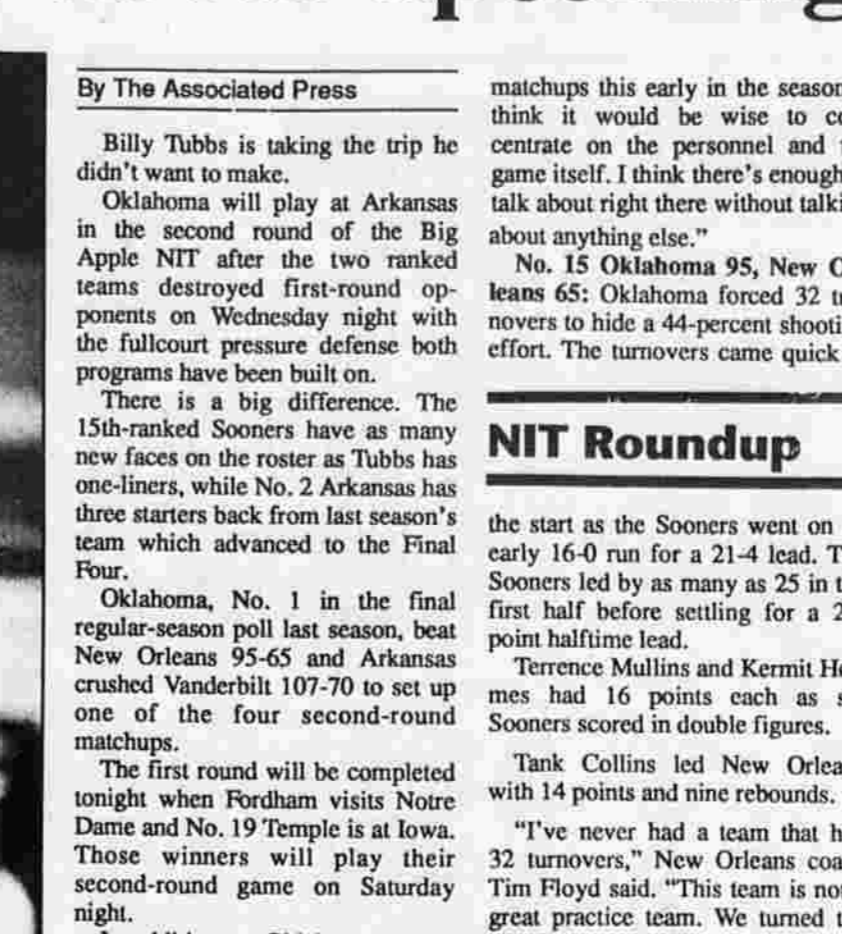 By The Associated Press
Billy Tubbs is taking the trip he
didn't want to make.
Oklahoma will play at Arkansas
in the second round of the Big
Apple NIT after the two ranked
teams destroyed first-round op-
ponents on Wednesday night with
the fullcourt pressure defense both
programs have been built on.
There is a big difference. The
15th-ranked Sooners have as many
new faces on the roster as Tubbs has
one-liners, while No. 2 Arkansas has
three starters back from last season's
team which advanced to the Final
Four.
Oklahoma, No. 1 in the final
regular-season poll last season, beat
New Orleans 95-65 and Arkansas
crushed Vanderbilt 107-70 to set up
one of the four second-round
matchups.
The first round will be completed
tonight when Fordham visits Notre
Dame and No. 19 Temple is at Iowa.
Those winners will play their
second-round game on Saturday
night.
matchups this early in the season
think it would be wise to
centrate on the personnel and
game itself. I think there's enough
talk about right there without
about anything else."
No. 15 Oklahoma 95, New
leans 65: Oklahoma forced 32
novers to hide a 44-percent
effort. The turnovers came quick
NIT Roundup
the start as the Sooners went on
early 16-0 run for a 21-4 lead.
Sooners led by as many as 25 in
first half before settling for a
point halftime lead.
Terrence Mullins and Kermit
mes had 16 points each as
Sooners scored in double figures.
Tank Collins led New
with 14 points and nine rebounds.
"I've never had a team that
32 turnovers," New Orleans
Tim Floyd said. "This team is
great practice team. We turned